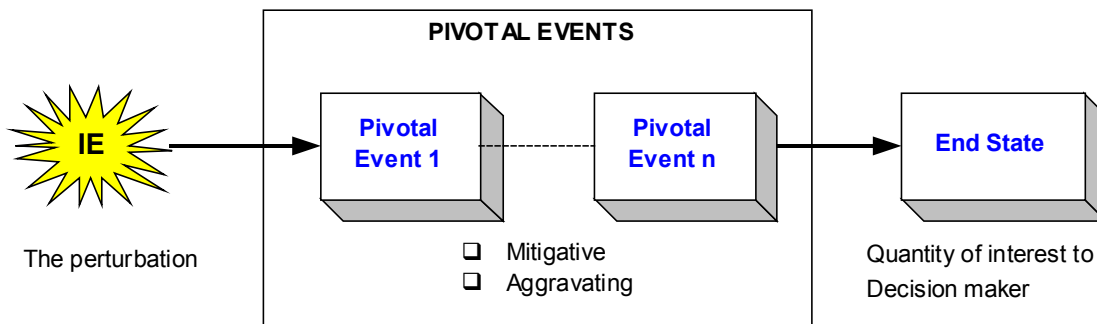 PIVOTAL EVENTS
IE
Pivotal
Event 1
Pivotal
Event n
End State
The perturbation
Mitigative
Aggravating
Quantity of interest to
Decision maker